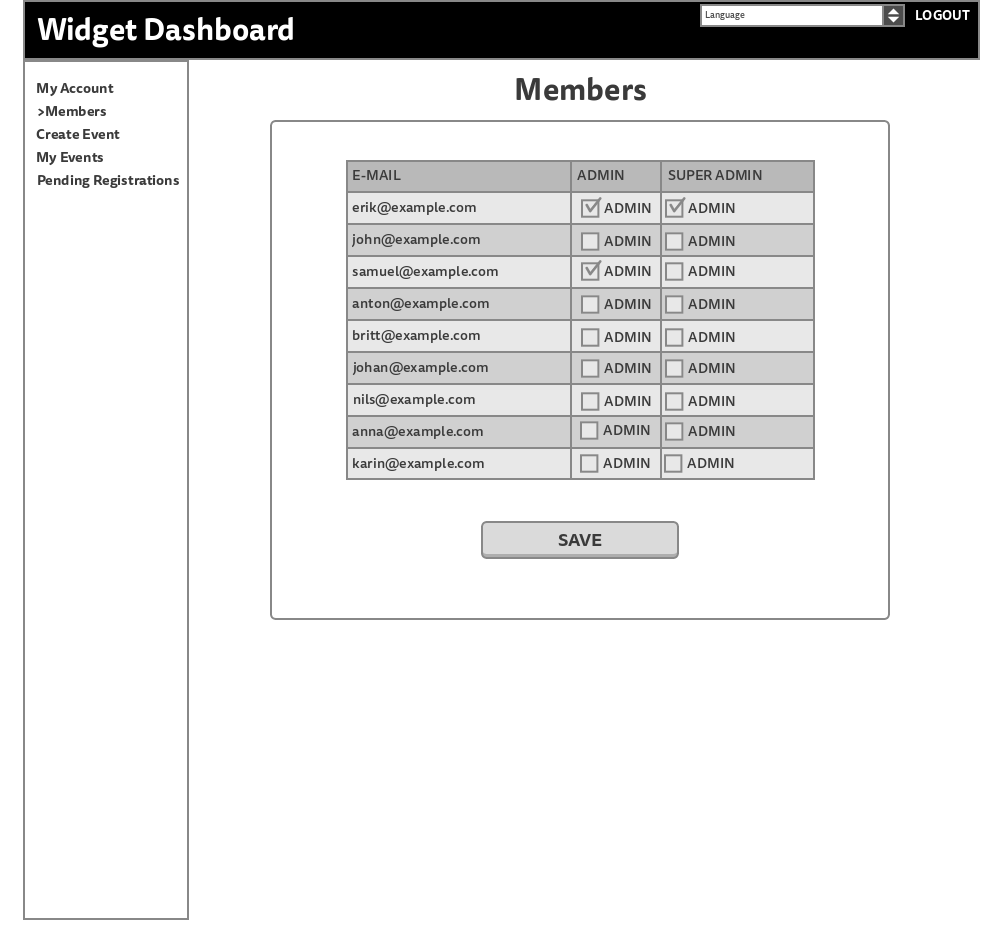 Widget Dashboard
Language
LOGOUT
My Account
>Members
Create Event
My Events
Pending Registrations
Members
E-MAIL ADMIN SUPER ADMIN
erik@example.com ADMIN ADMIN
john@example.com ADMIN ADMIN
samuel@example.com ADMIN ADMIN
anton@example.com ADMIN ADMIN
britt@example.com ADMIN ADMIN
johan@example.com ADMIN ADMIN
nils@example.com ADMIN ADMIN
anna@example.com ADMIN ADMIN
karin@example.com ADMIN ADMIN
SAVE